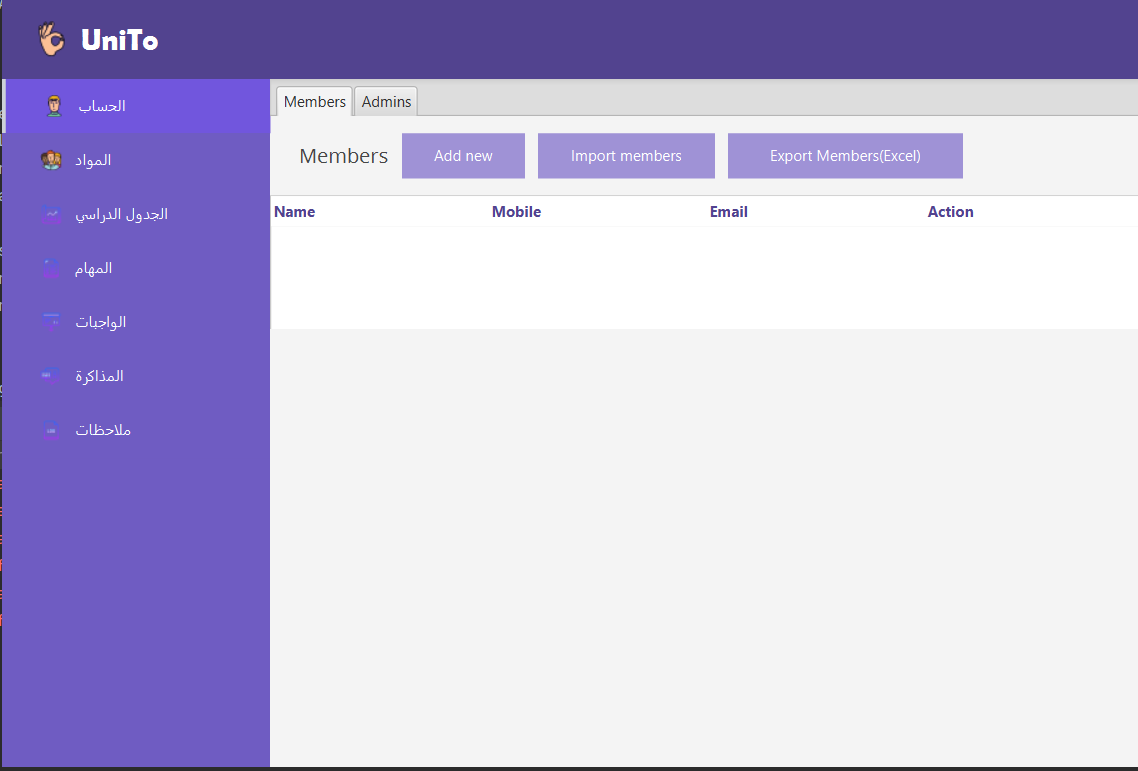 UniTo
الحساب
المواد
الجدول الدراسي
المهام
الواجبات
المذاكرة
ملاحظات
Members Admins
Members Add new Import members Export Members(Excel)
Name Mobile Email Action